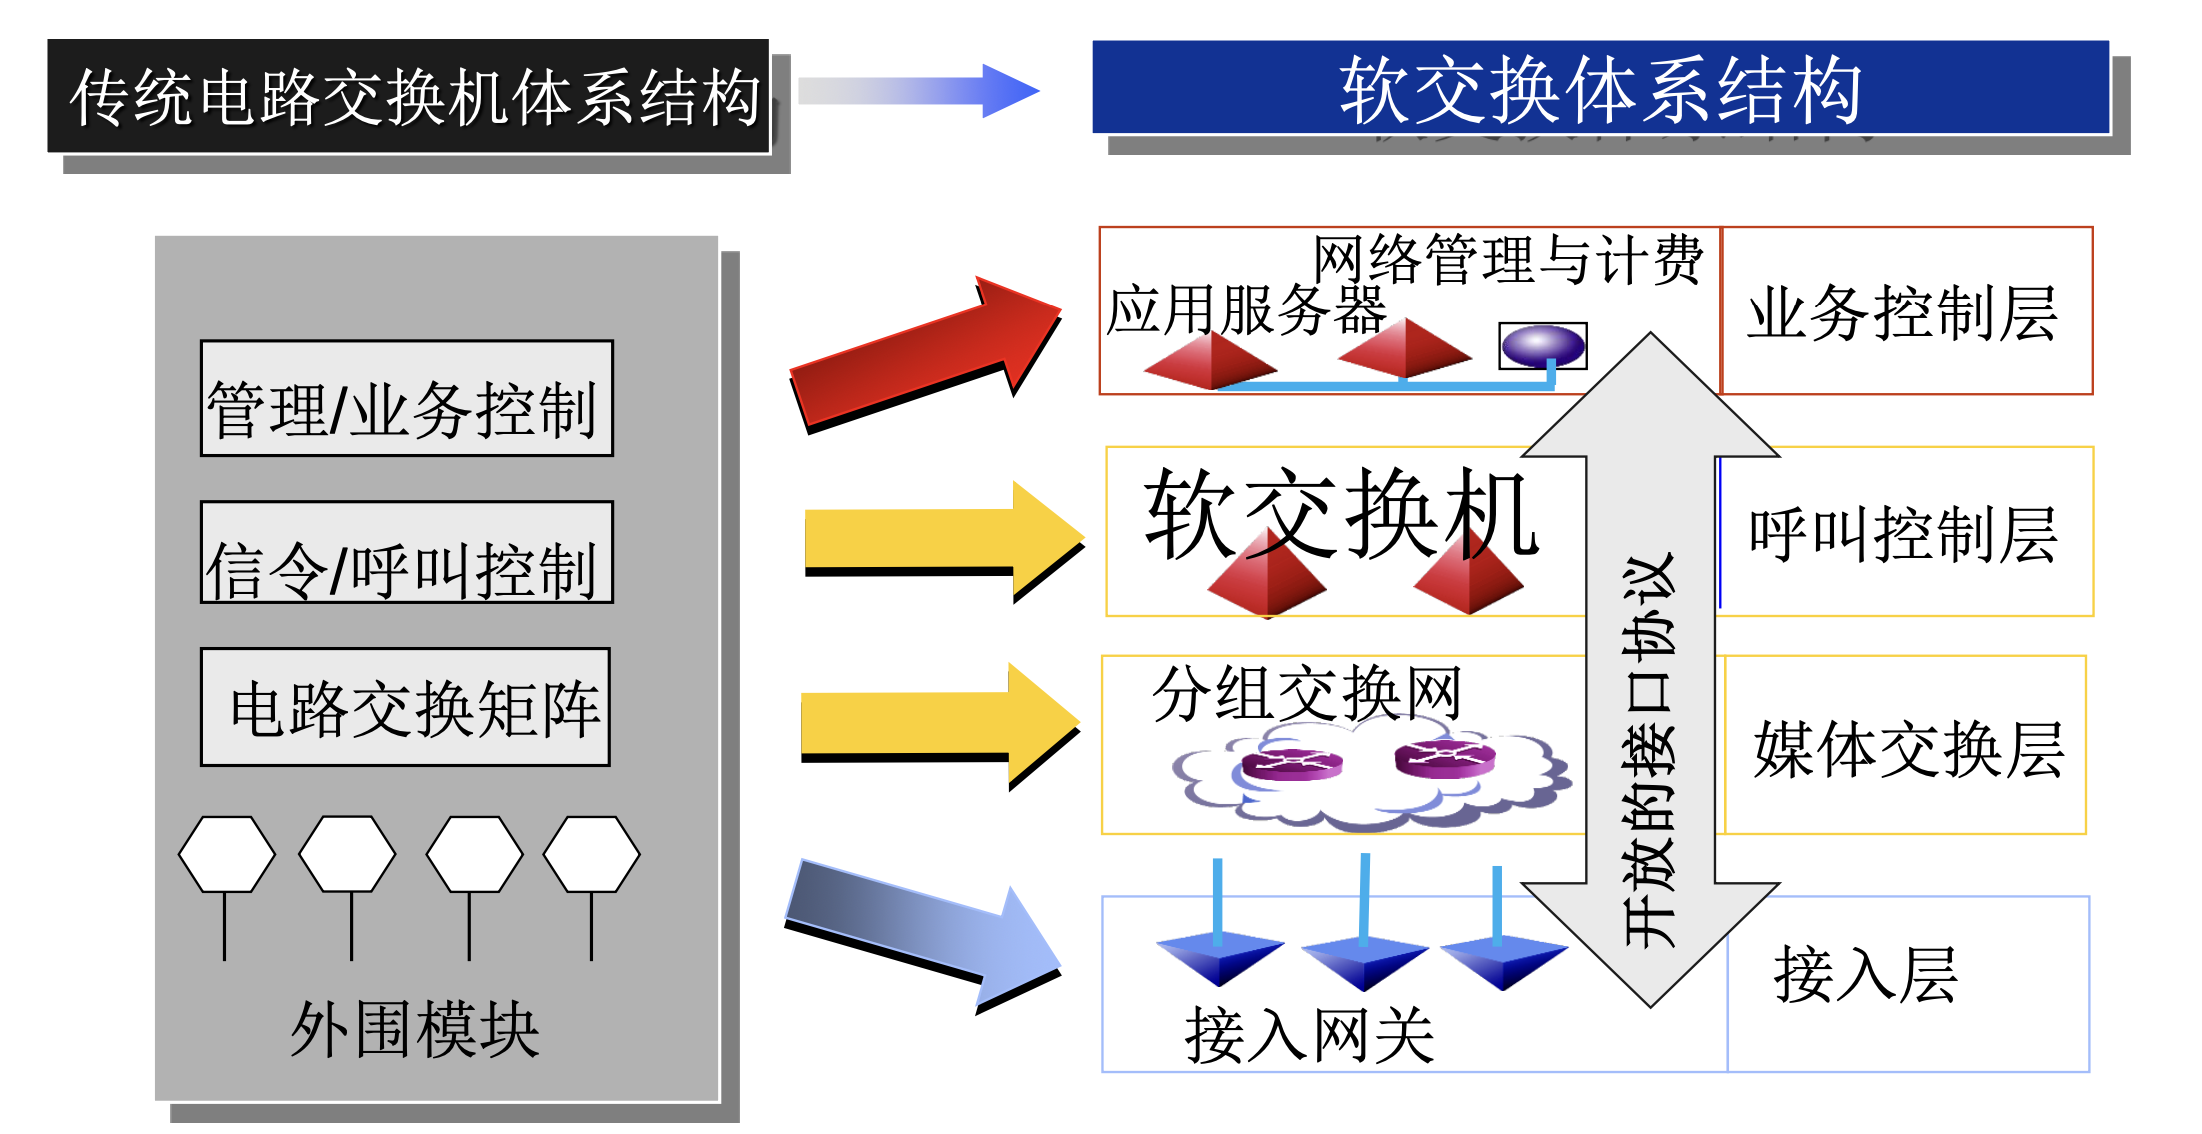 传统电路交换机体系结构
软交换体系结构
管理/业务控制
信令/呼叫控制
电路交换矩阵
外围模块
网络管理与计费
应用服务器
业务控制层
软交换机
呼叫控制层
分组交换网
媒体交换层
接入网关
接入层
开放的接口协议